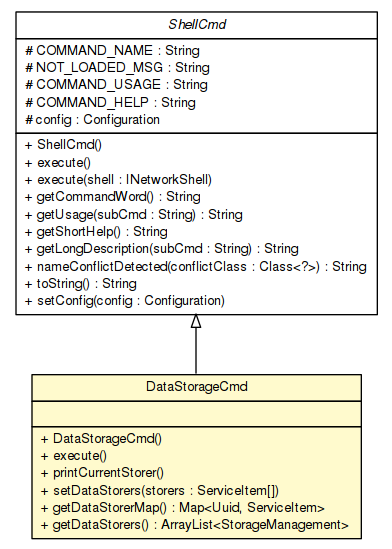 ShellCmd
# COMMAND_NAME : String
# NOT_LOADED_MSG : String
# COMMAND_USAGE : String
# COMMAND_HELP : String
# config : Configuration
+ ShellCmd()
+ execute()
+ execute(shell : INetworkShell)
+ getCommandWord() : String
+ getUsage(subCmd : String) : String
+ getShortHelp() : String
+ getLongDescription(subCmd : String) : String
+ nameConflictDetected(conflictClass : Class<?>) : String
+ toString() : String
+ setConfig(config : Configuration)
DataStorageCmd
+ DataStorageCmd()
+ execute()
+ printCurrentStorer()
+ setDataStorers(storers : ServiceItem[])
+ getDataStorerMap() : Map<Uuid, ServiceItem>
+ getDataStorers() : ArrayList<StorageManagement>